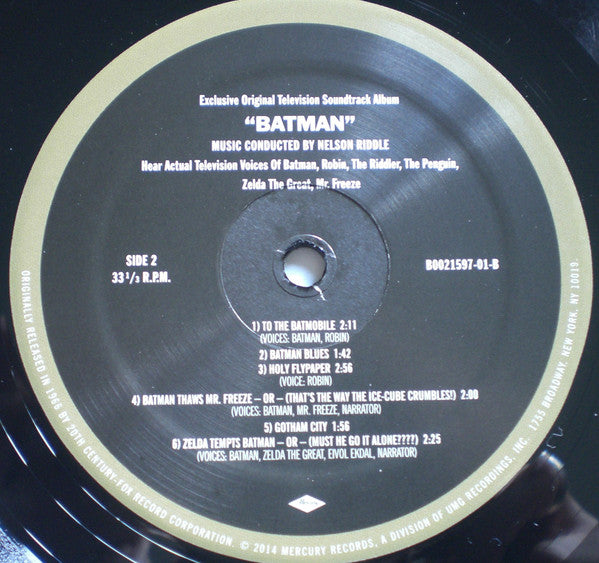 Exclusive Original Television Soundtrack Album
“BATMAN”
MUSIC CONDUCTED BY NELSON RIDDLE
Hear Actual Television Voices Of Batman, Robin, The Riddler, The Penguin,
Zelda The Great, Mr. Freeze
SIDE 2
33 1/3 R.P.M.
B0021597-01-B
1) TO THE BATMOBILE 2:11
(VOICES: BATMAN, ROBIN)
2) BATMAN BLUES 1:42
3) HOLY FLYPAPER 2:56
(VOICE: ROBIN)
4) BATMAN THAWS MR. FREEZE – OR – (THAT'S THE WAY THE ICE-CUBE CRUMBLES!) 2:00
(VOICES: BATMAN, MR. FREEZE, NARRATOR)
5) GOTHAM CITY 1:56
6) ZELDA TEMPTS BATMAN – OR – (MUST HE GO IT ALONE????) 2:25
(VOICES: BATMAN, ZELDA THE GREAT, EIVOL EKDAL, NARRATOR)
ORIGINALLY RELEASED IN 1966 BY 20TH CENTURY-FOX RECORD CORPORATION. © 2014 MERCURY RECORDS, A DIVISION OF UMG RECORDINGS, INC. 1755 BROADWAY, NEW YORK, NY 10019.